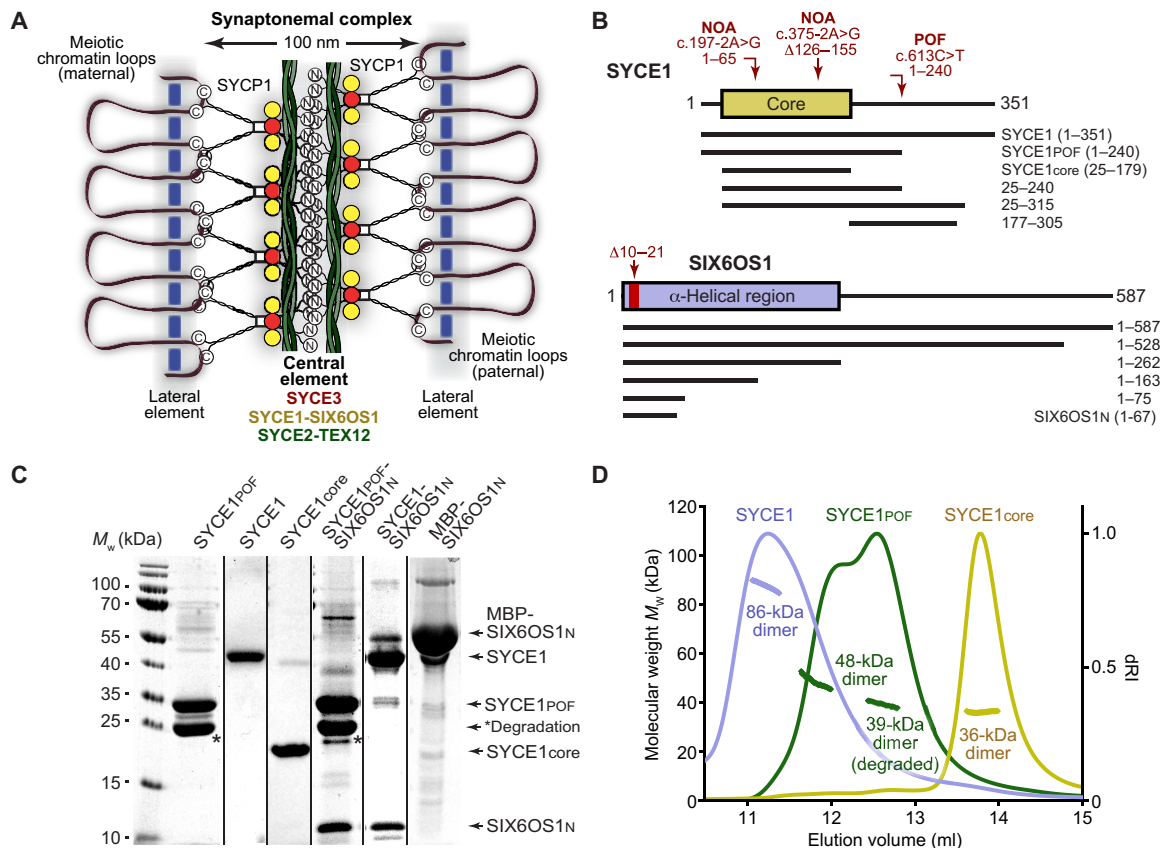 A
Synaptonemal complex
100 nm
Meiotic
chromatin loops
(maternal)
SYCP1
SYCP1
C
C
C
C
C
C
C
C
C
C
N
N
N
N
N
N
N
N
N
N
Meiotic
chromatin loops
(paternal)
Lateral
element
Central
element
SYCE3
SYCE1-SIX6OS1
SYCE2-TEX12
Lateral
element
B
NOA
c.197-2A>G
1–65
NOA
c.375-2A>G
Δ126–155
POF
c.613C>T
1–240
SYCE1
1
Core
351
SYCE1 (1–351)
SYCE1POF (1–240)
SYCE1core (25–179)
25–240
25–315
177–305
Δ10–21
SIX6OS1
1
α-Helical region
587
1–587
1–528
1–262
1–163
1–75
SIX6OS1N (1-67)
C
Mw (kDa)
SYCE1POF
SYCE1
SYCE1core
SYCE1POF-
SIX6OS1N
SYCE1-
SIX6OS1N
MBP-
SIX6OS1N
100
70
55
40
35
25
15
10
*
*
MBP-
SIX6OS1N
SYCE1
SYCE1POF
*Degradation
SYCE1core
SIX6OS1N
D
Molecular weight Mw (kDa)
120
100
80
60
40
20
0
SYCE1
SYCE1POF
SYCE1core
86-kDa
dimer
48-kDa
dimer
39-kDa
dimer
(degraded)
36-kDa
dimer
1.0
0.5
0
dRI
11
12
13
14
15
Elution volume (ml)